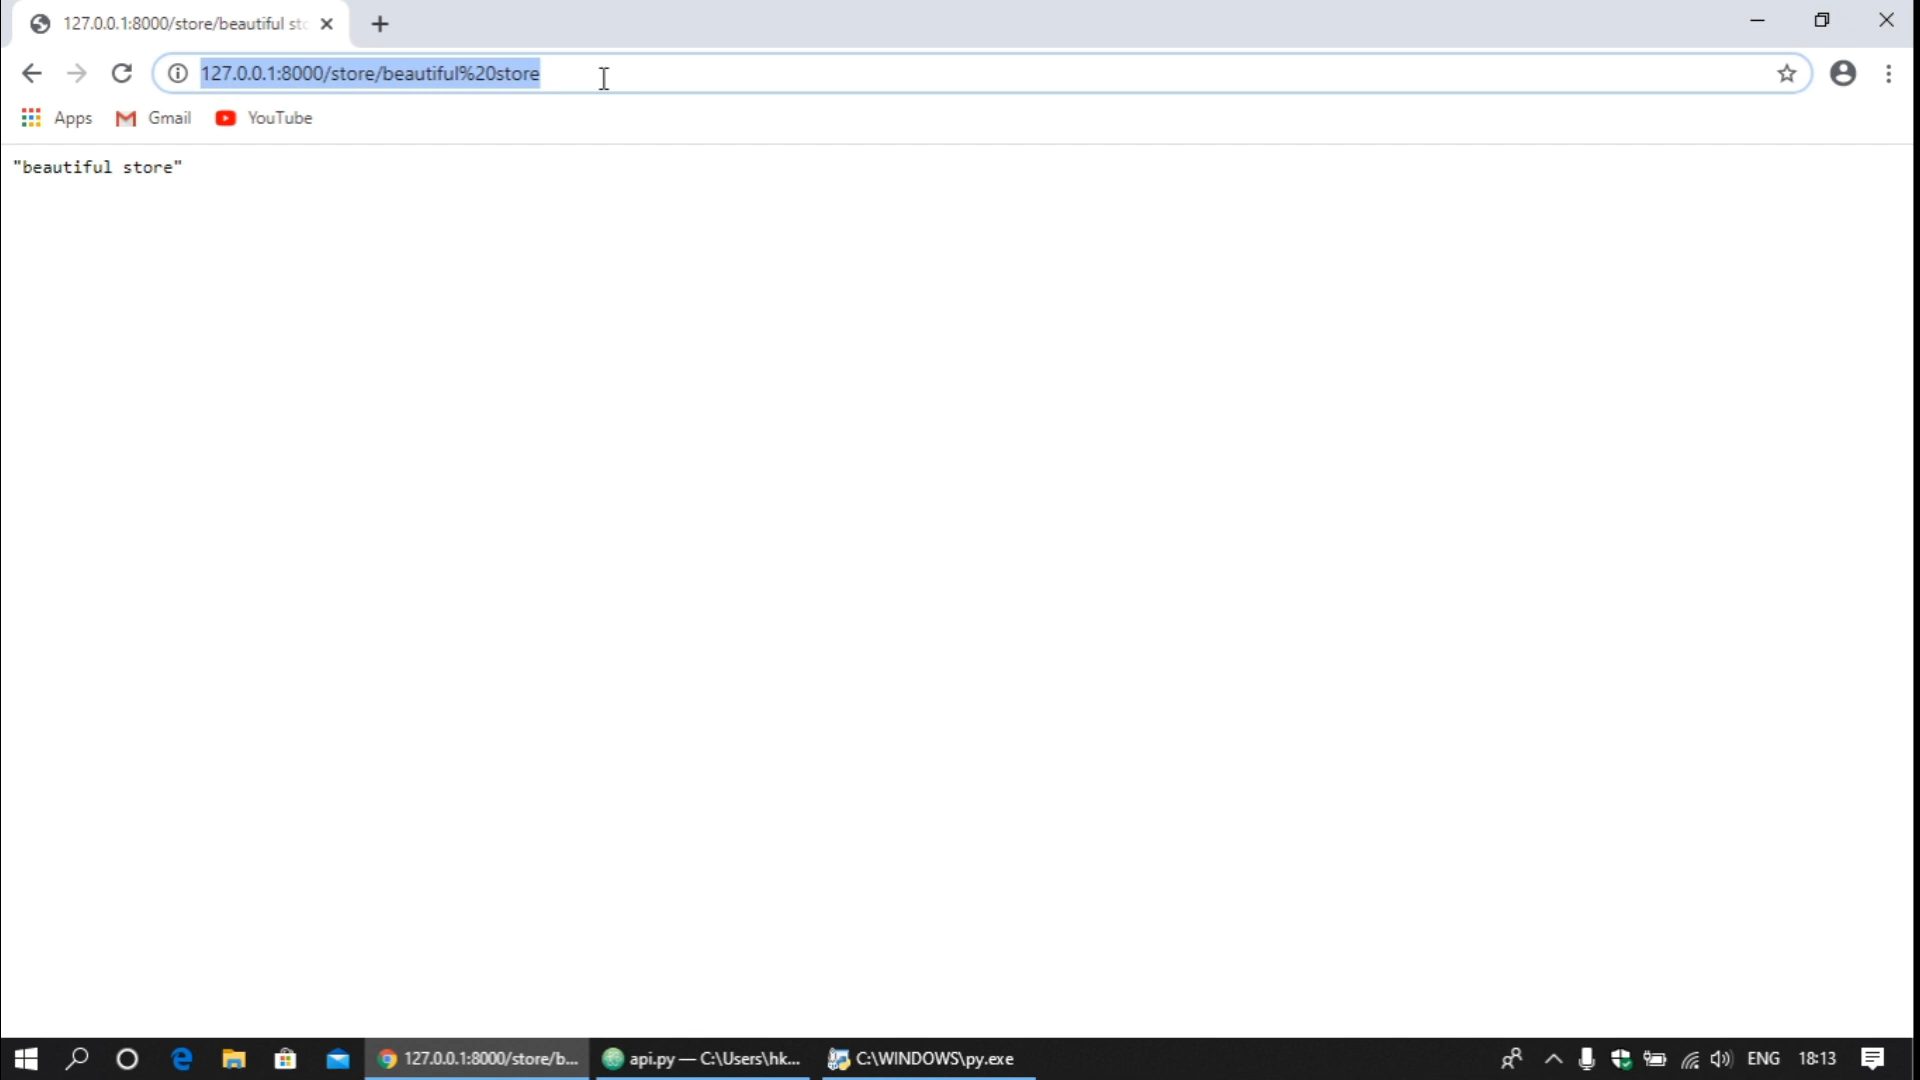 127.0.0.1:8000/store/beautiful sto
127.0.0.1:8000/store/beautiful%20store
Apps
Gmail
YouTube
"beautiful store"
127.0.0.1:8000/store/b...
api.py — C:\Users\hk...
C:\WINDOWS\py.exe
ENG
18:13